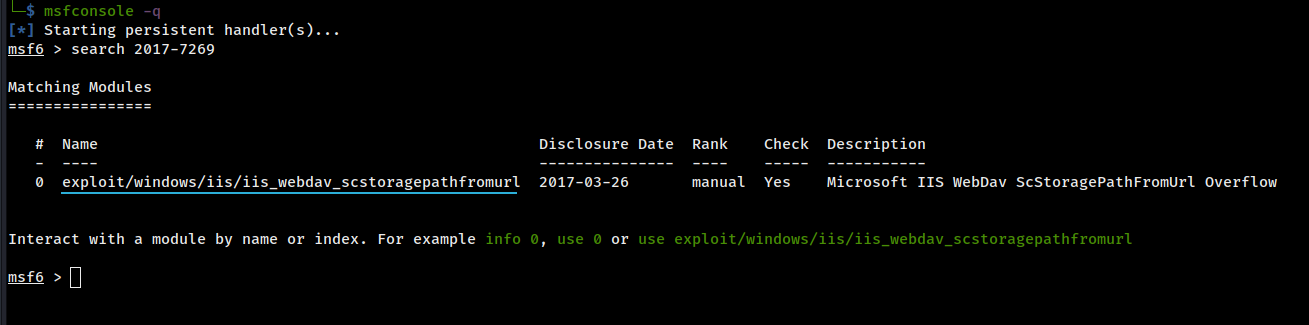 └─$ msfconsole -q
[*] Starting persistent handler(s)...
msf6 > search 2017-7269
Matching Modules
================
#  Name                                                 Disclosure Date  Rank    Check  Description
-  ----                                                 ---------------  ----    -----  -----------
0  exploit/windows/iis/iis_webdav_scstoragepathfromurl  2017-03-26       manual  Yes    Microsoft IIS WebDav ScStoragePathFromUrl Overflow
Interact with a module by name or index. For example info 0, use 0 or use exploit/windows/iis/iis_webdav_scstoragepathfromurl
msf6 >